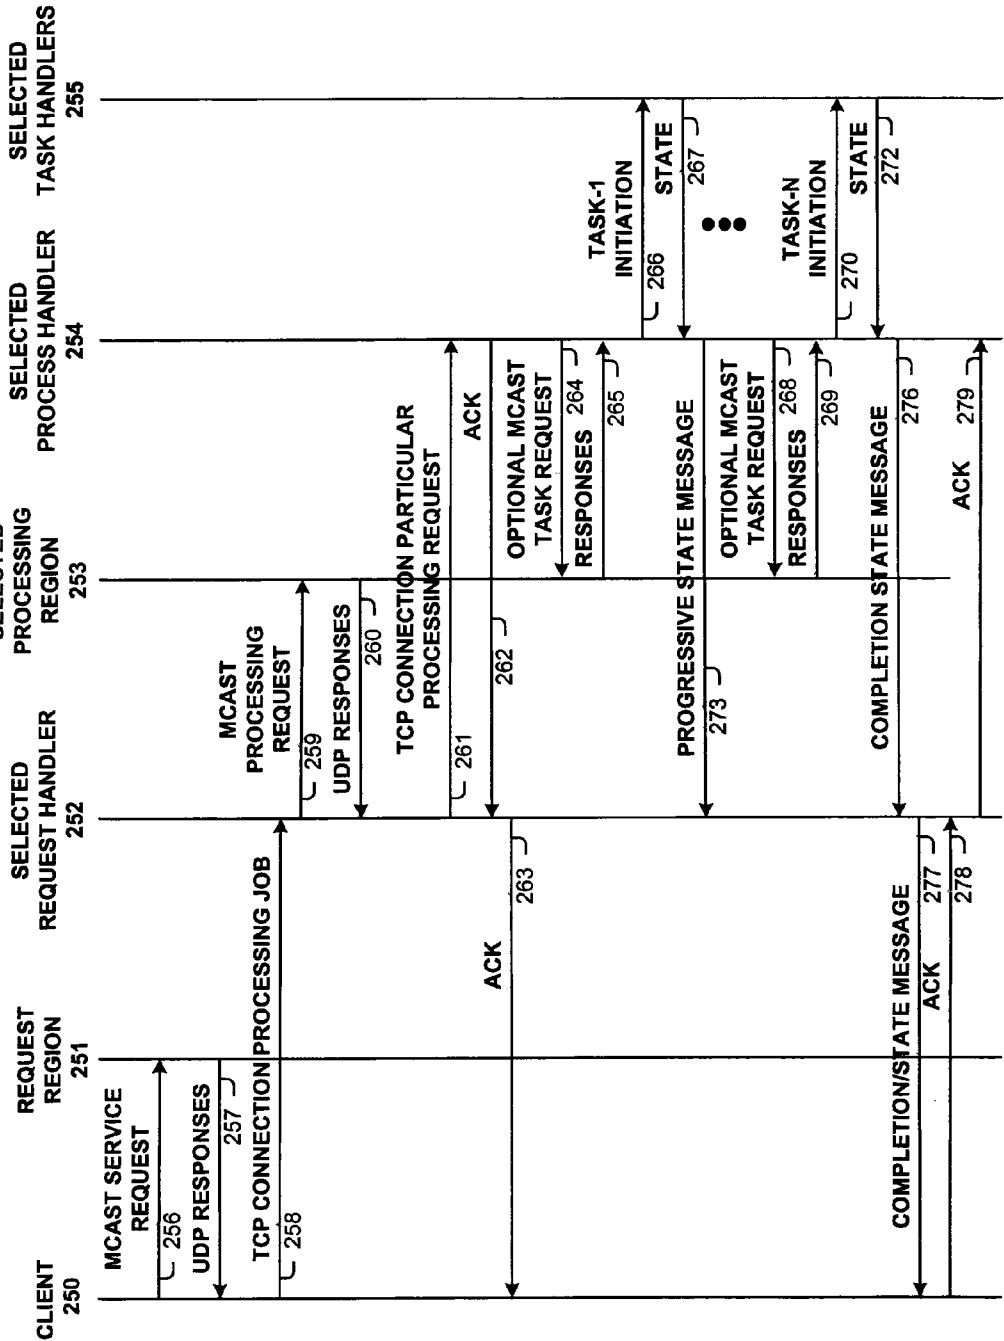 CLIENT
250
REQUEST
REGION
251
SELECTED
REQUEST HANDLER
252
PROCESSING
REGION
253
SELECTED
PROCESS HANDLER
254
SELECTED
TASK HANDLERS
255
MCAST SERVICE
REQUEST
256
UDP RESPONSES
257
TCP CONNECTION PROCESSING JOB
258
MCAST
PROCESSING
REQUEST
259
UDP RESPONSES
260
TCP CONNECTION PARTICULAR
PROCESSING REQUEST
261
ACK
262
ACK
263
OPTIONAL MCAST
TASK REQUEST
264
RESPONSES
265
TASK-1
INITIATION
266
STATE
267
PROGRESSIVE STATE MESSAGE
273
OPTIONAL MCAST
TASK REQUEST
268
RESPONSES
269
TASK-N
INITIATION
270
STATE
272
COMPLETION STATE MESSAGE
276
COMPLETION/STATE MESSAGE
277
ACK
278
ACK
279